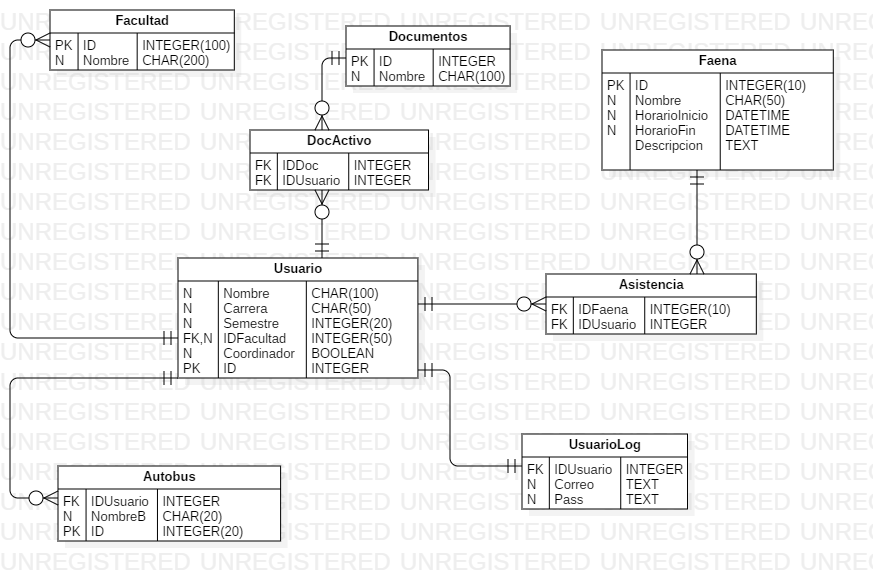 Facultad
PK ID INTEGER(100)
N Nombre CHAR(200)
Documentos
PK ID INTEGER
N Nombre CHAR(100)
Faena
PK ID INTEGER(10)
N Nombre CHAR(50)
N HorarioInicio DATETIME
N HorarioFin DATETIME
Descripcion TEXT
DocActivo
FK IDDoc INTEGER
FK IDUsuario INTEGER
Usuario
N Nombre CHAR(100)
N Carrera CHAR(50)
N Semestre INTEGER(20)
FK,N IDFacultad INTEGER(50)
N Coordinador BOOLEAN
PK ID INTEGER
Asistencia
FK IDFaena INTEGER(10)
FK IDUsuario INTEGER
UsuarioLog
FK IDUsuario INTEGER
N Correo TEXT
N Pass TEXT
Autobus
FK IDUsuario INTEGER
N NombreB CHAR(20)
PK ID INTEGER(20)
UNREGISTERED UNREGISTERED UNREGISTERED UNREGISTERED